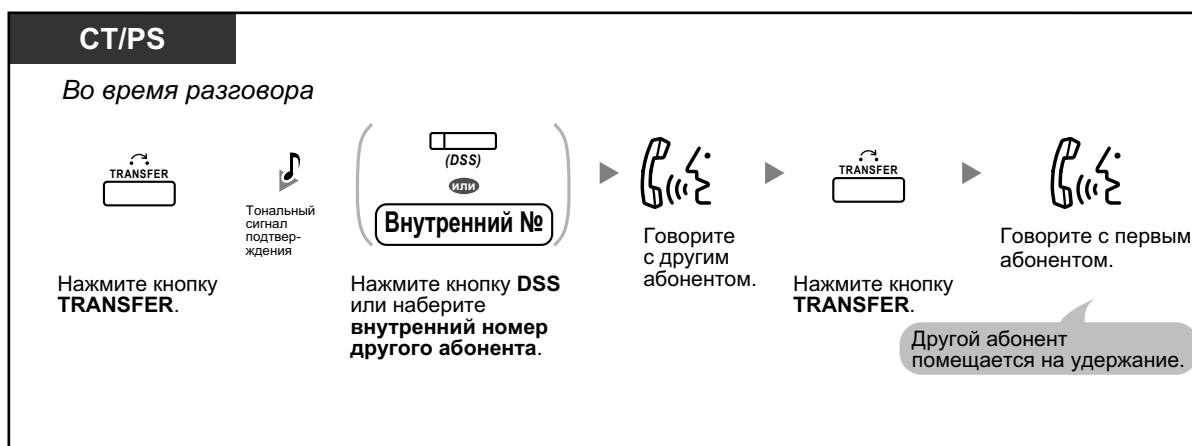 CT/PS
Во время разговора
TRANSFER
Тональный
сигнал
подтвер-
ждения
(DSS)
или
Внутренний №
TRANSFER
Нажмите кнопку
TRANSFER.
Нажмите кнопку DSS
или наберите
внутренний номер
другого абонента.
Говорите
с другим
абонентом.
Нажмите кнопку
TRANSFER.
Говорите с первым
абонентом.
Другой абонент
помещается на удержание.